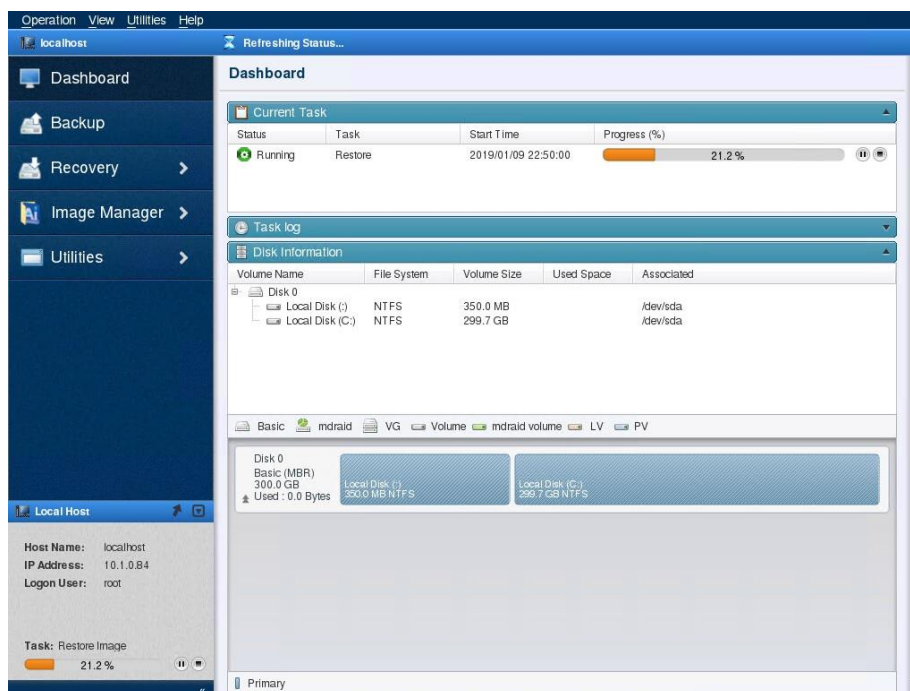 Operation View Utilities Help
localhost
Refreshing Status...
Dashboard
Backup
Recovery
Image Manager
Utilities
Dashboard
Current Task
Status Task Start Time Progress (%)
Running Restore 2019/01/09 22:50:00 21.2 %
Task log
Disk Information
Volume Name File System Volume Size Used Space Associated
Disk 0
Local Disk (:) NTFS 350.0 MB /dev/sda
Local Disk (C:) NTFS 299.7 GB /dev/sda
Basic mdraid VG Volume mdraid volume LV PV
Disk 0
Basic (MBR)
300.0 GB
Used : 0.0 Bytes
Local Disk (:)
350.0 MB NTFS
Local Disk (C:)
299.7 GB NTFS
Local Host
Host Name: localhost
IP Address: 10.1.0.84
Logon User: root
Task: Restore Image
21.2 %
Primary